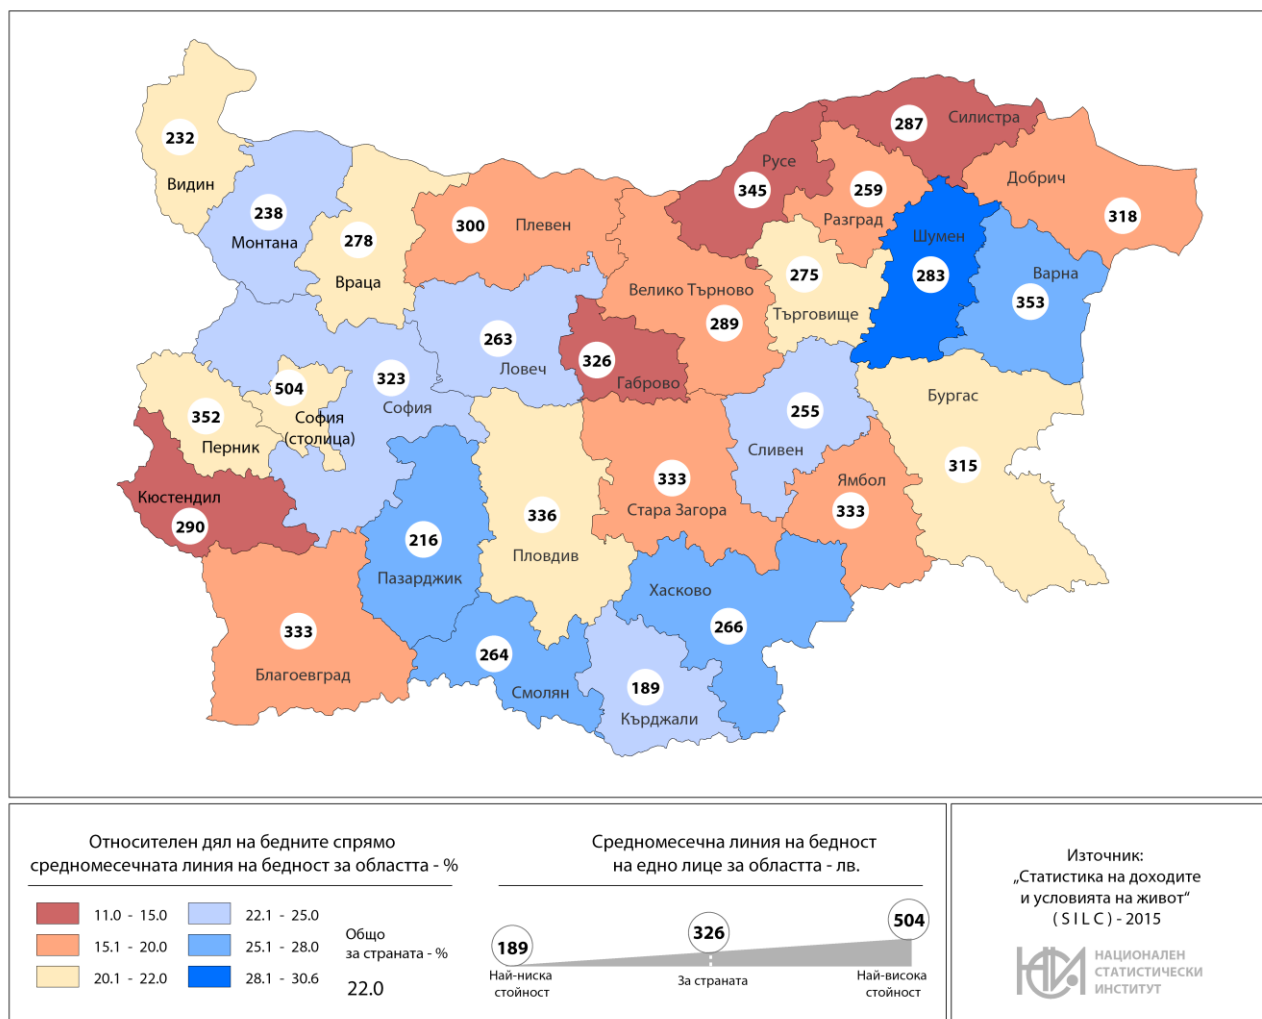 232
Видин
238
Монтана
278
Враца
300
Плевен
Русе
345
287
Силистра
259
Разград
Добрич
318
Шумен
283
Варна
353
275
Търговище
Велико Търново
289
263
Ловеч
326
Габрово
323
София
504
София
(столица)
352
Перник
Кюстендил
290
255
Сливен
Бургас
315
Ямбол
333
333
Стара Загора
336
Пловдив
216
Пазарджик
333
Благоевград
264
Смолян
Хасково
266
189
Кърджали
Относителен дял на бедните спрямо
средномесечната линия на бедност за областта - %
11.0 - 15.0
15.1 - 20.0
20.1 - 22.0
22.1 - 25.0
25.1 - 28.0
28.1 - 30.6
Общо
за страната - %
22.0
Средномесечна линия на бедност
на едно лице за областта - лв.
189
326
504
Най-ниска
стойност
За страната
Най-висока
стойност
Източник:
„Статистика на доходите
и условията на живот“
( S I L C ) - 2015
НСИ
НАЦИОНАЛЕН
СТАТИСТИЧЕСКИ
ИНСТИТУТ